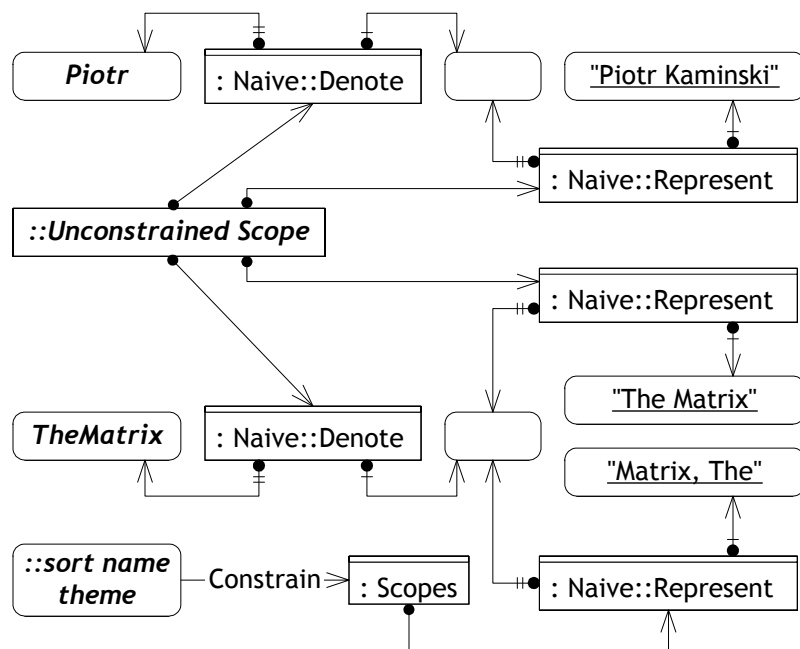 Piotr
: Naive::Denote
"Piotr Kaminski"
: Naive::Represent
::Unconstrained Scope
: Naive::Represent
"The Matrix"
TheMatrix
: Naive::Denote
"Matrix, The"
::sort name
theme
Constrain
: Scopes
: Naive::Represent